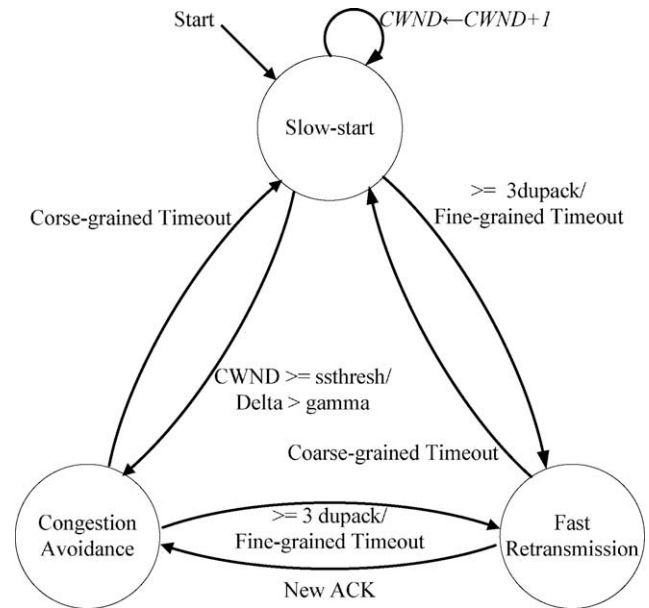 Start
CWND←CWND+1
Slow-start
>= 3dupack/
Fine-grained Timeout
Corse-grained Timeout
CWND >= ssthresh/
Delta > gamma
Coarse-grained Timeout
Congestion
Avoidance
>= 3 dupack/
Fine-grained Timeout
Fast
Retransmission
New ACK